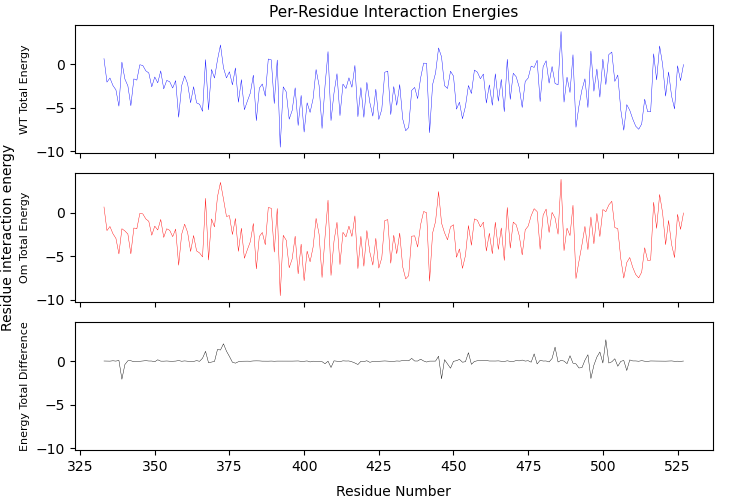 Per-Residue Interaction Energies
Residue interaction energy
WT Total Energy
0
−5
−10
Om Total Energy
0
−5
−10
Energy Total Difference
0
−5
−10
325 350 375 400 425 450 475 500 525
Residue Number